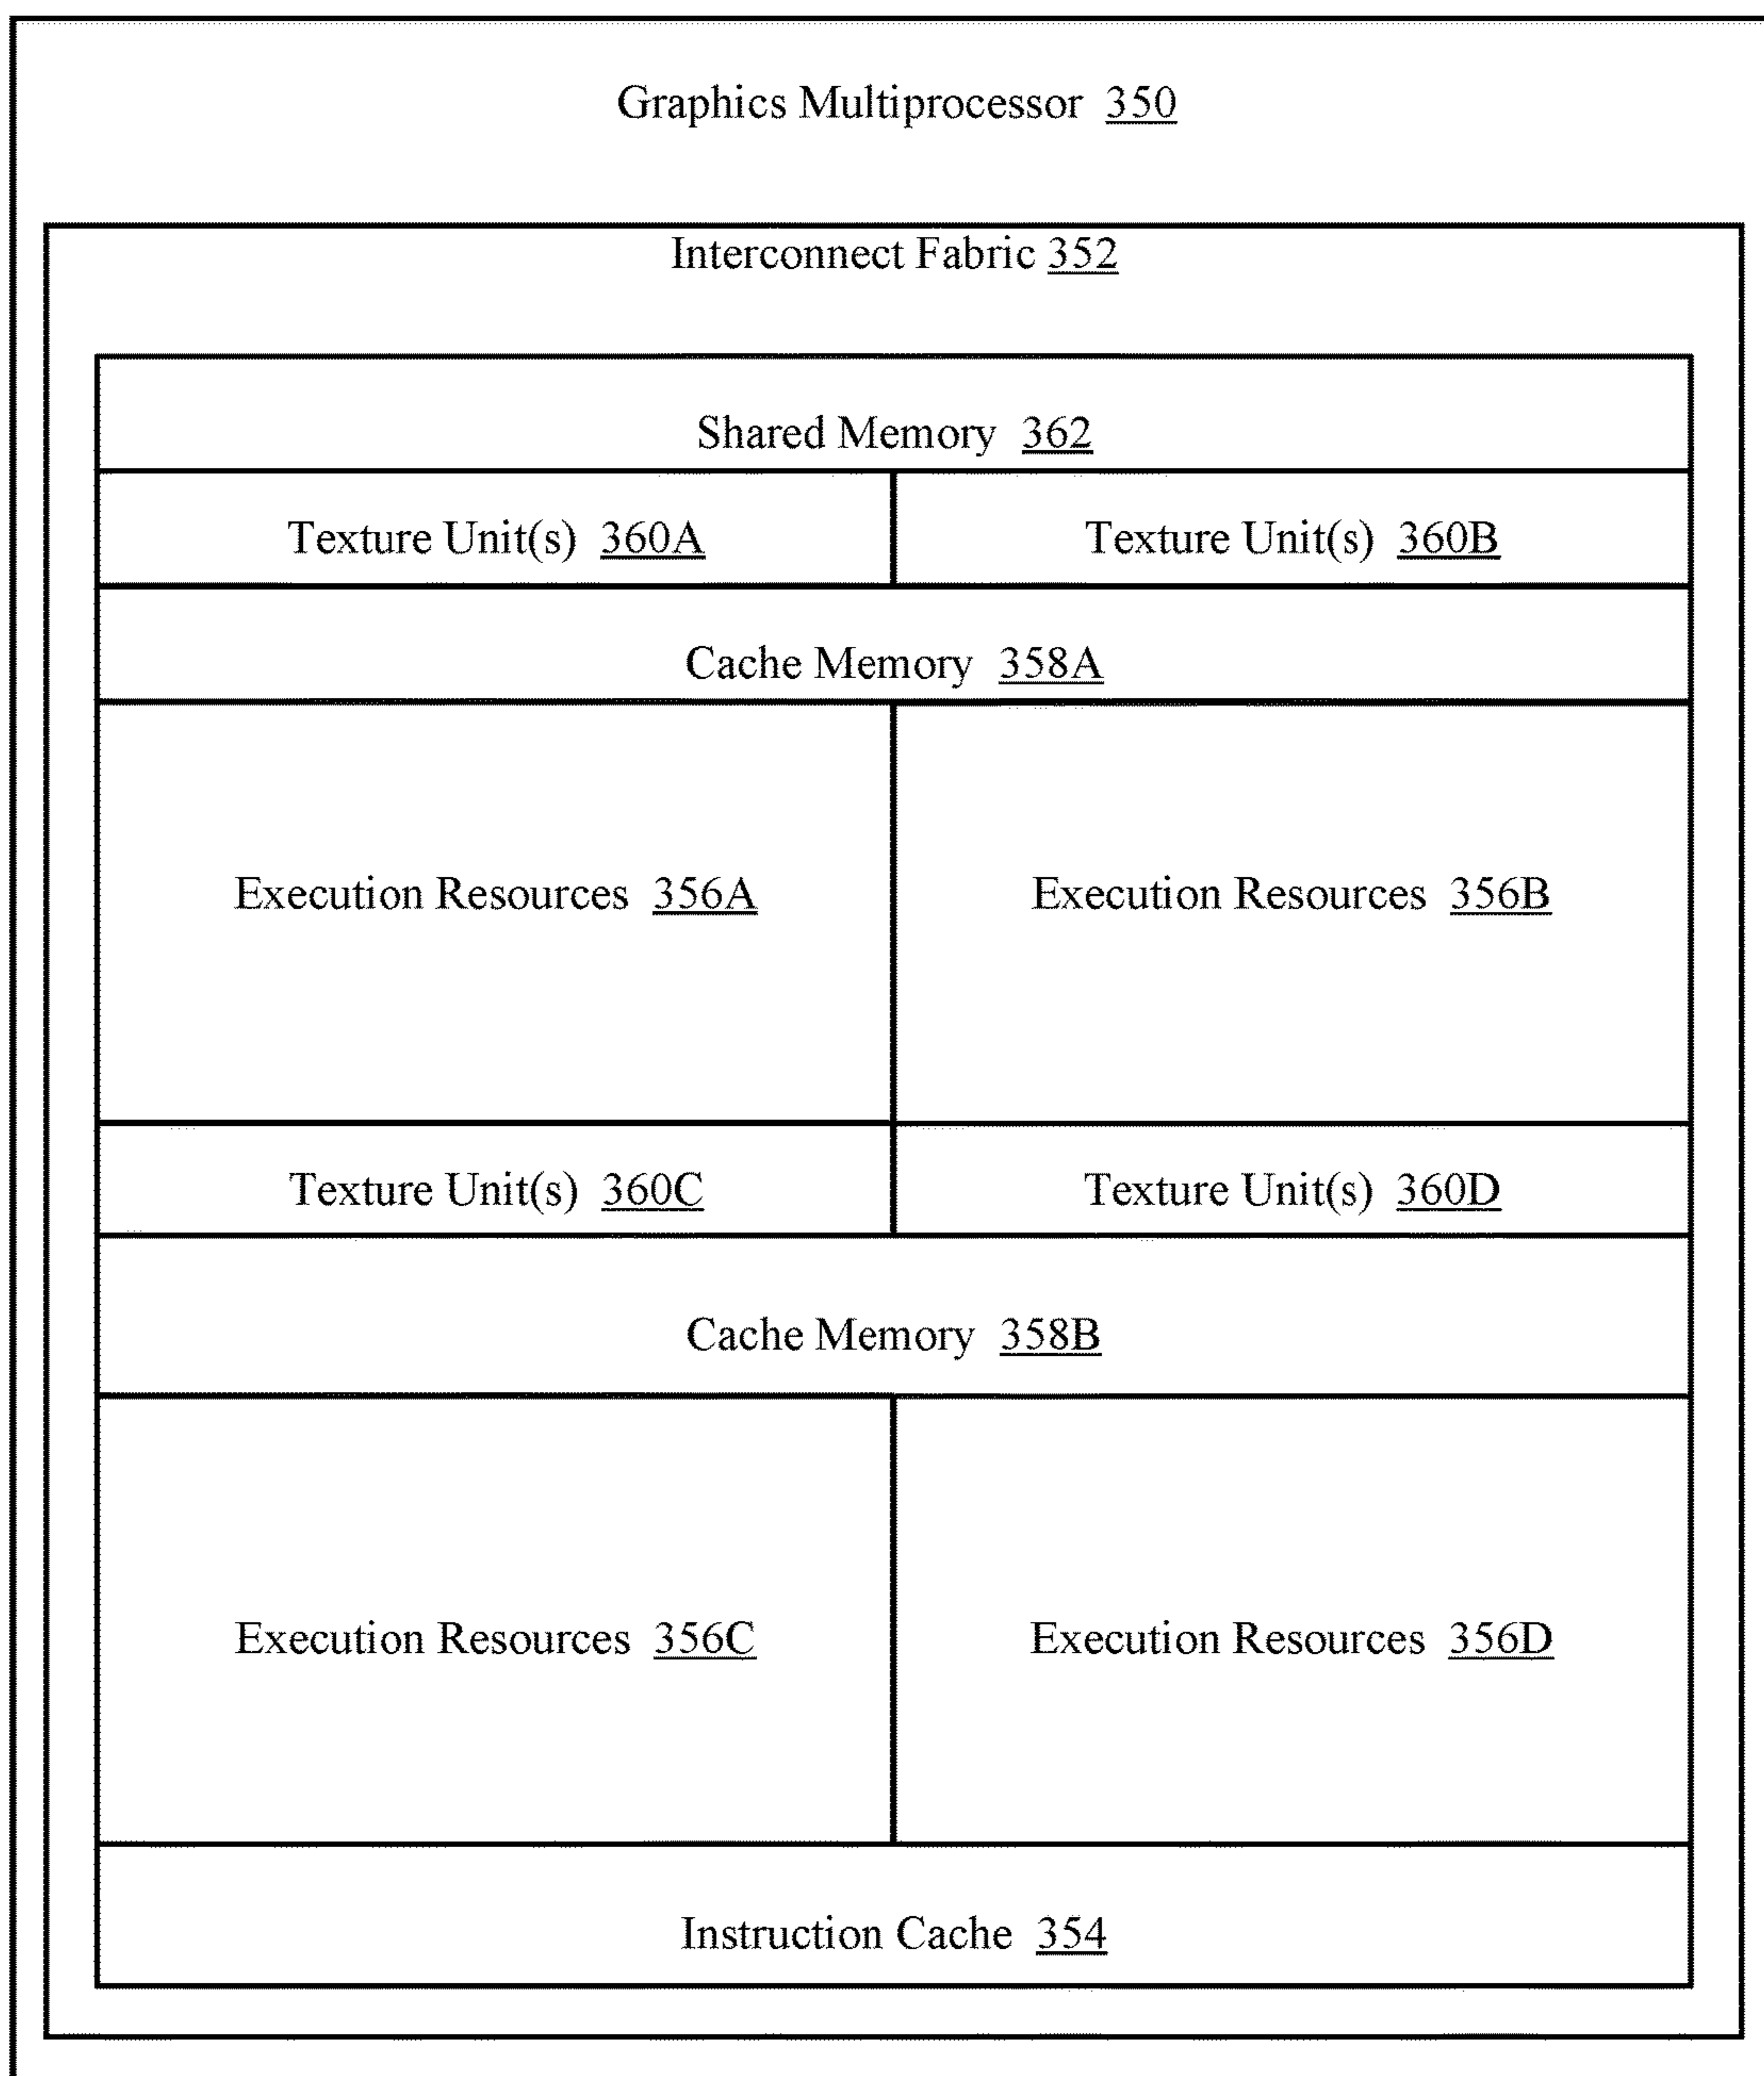 Graphics Multiprocessor 350
Interconnect Fabric 352
Shared Memory 362
Texture Unit(s) 360A
Texture Unit(s) 360B
Cache Memory 358A
Execution Resources 356A
Execution Resources 356B
Texture Unit(s) 360C
Texture Unit(s) 360D
Cache Memory 358B
Execution Resources 356C
Execution Resources 356D
Instruction Cache 354